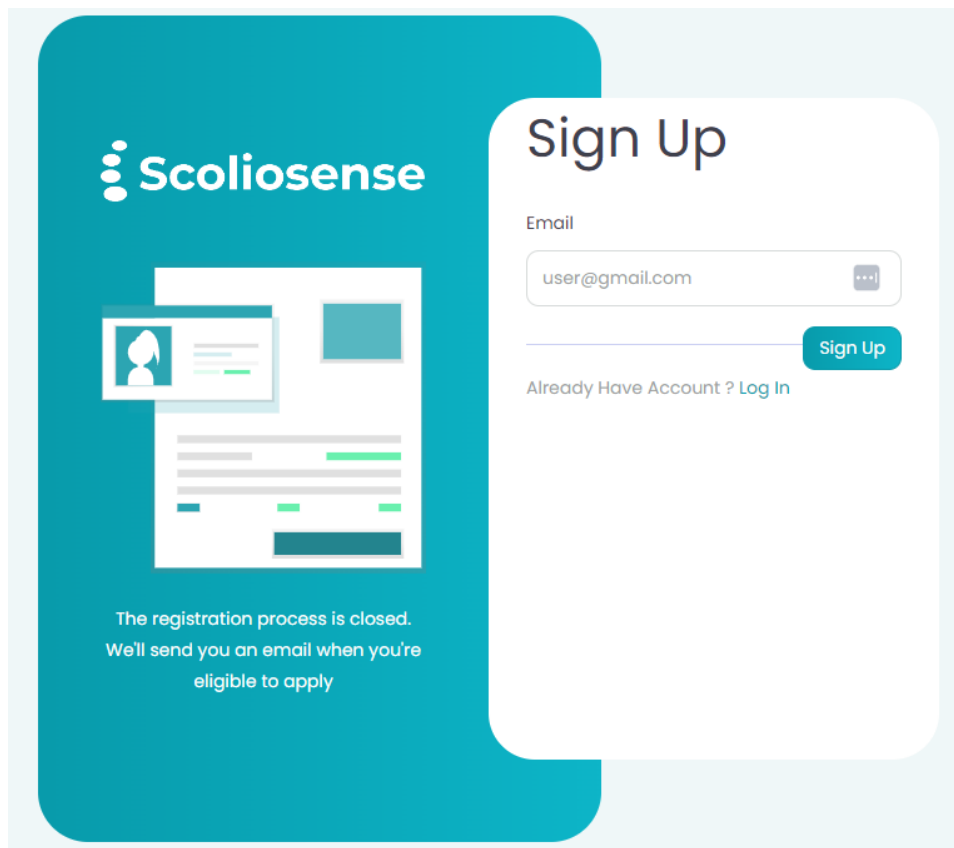 Scoliosense
The registration process is closed.
We'll send you an email when you're
eligible to apply
Sign Up
Email
user@gmail.com
Sign Up
Already Have Account ? Log In